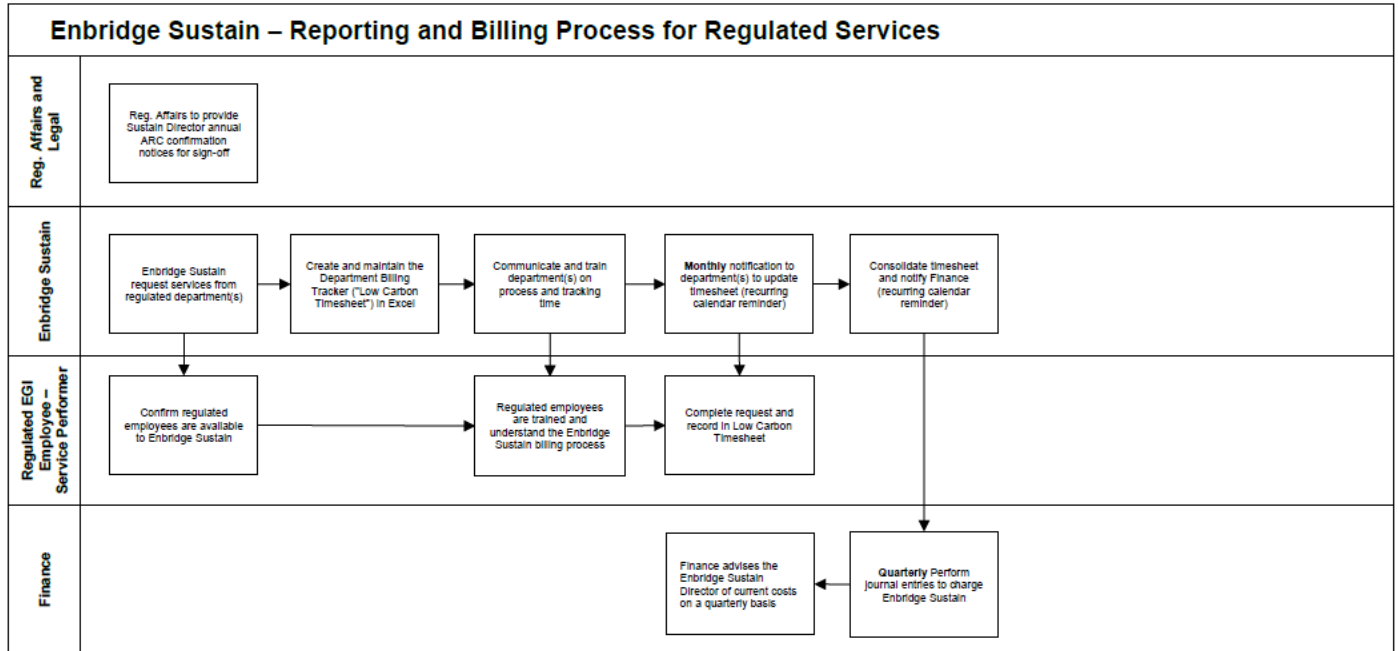 Enbridge Sustain – Reporting and Billing Process for Regulated Services
Reg. Affairs and
Legal
Reg. Affairs to provide
Sustain Director annual
ARC confirmation
notices for sign-off
Enbridge Sustain
Enbridge Sustain
request services from
regulated department(s)
Create and maintain the
Department Billing
Tracker ("Low Carbon
Timesheet") in Excel
Communicate and train
department(s) on
process and tracking
time
Monthly notification to
department(s) to update
timesheet (recurring
calendar reminder)
Consolidate timesheet
and notify Finance
(recurring calendar
reminder)
Regulated EGI
Employee –
Service Performer
Confirm regulated
employees are available
to Enbridge Sustain
Regulated employees
are trained and
understand the Enbridge
Sustain billing process
Complete request and
record in Low Carbon
Timesheet
Finance
Finance advises the
Enbridge Sustain
Director of current costs
on a quarterly basis
Quarterly Perform
journal entries to charge
Enbridge Sustain